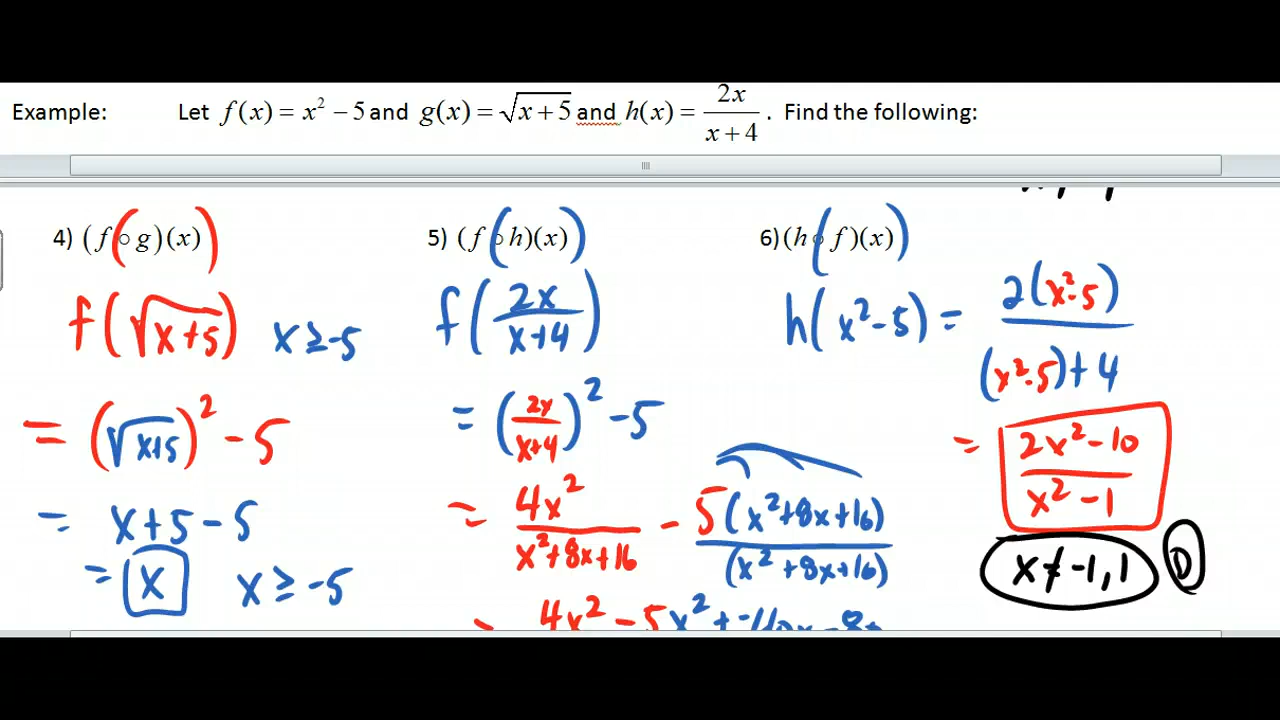 Example: Let f(x) = x² − 5 and g(x) = √(x + 5) and h(x) = 2x/(x + 4) . Find the following:
4) (f ∘ g)(x)
f(√(x+5)) x ≥ -5
= (√(x+5))² - 5
= x+5-5
= x x ≥ -5
5) (f ∘ h)(x)
f(2x/(x+4))
= (2x/(x+4))² - 5
= 4x²/(x²+8x+16) - 5(x²+8x+16)/(x²+8x+16)
4x² - 5x² +
6) (h ∘ f)(x)
h(x²-5) = 2(x²-5)/((x²-5)+4)
= (2x²-10)/(x²-1)
x ≠ -1, 1 D